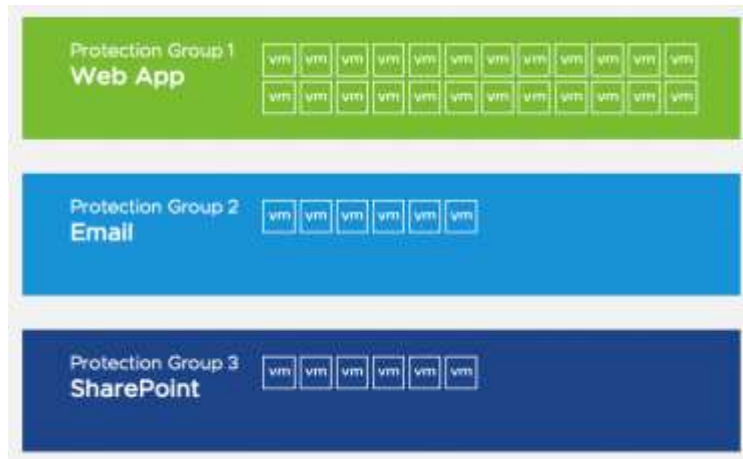 Protection Group 1
Web App
vm vm vm vm vm vm vm vm vm vm vm vm
vm vm vm vm vm vm vm vm vm vm vm vm
Protection Group 2
Email
vm vm vm vm vm vm
Protection Group 3
SharePoint
vm vm vm vm vm vm